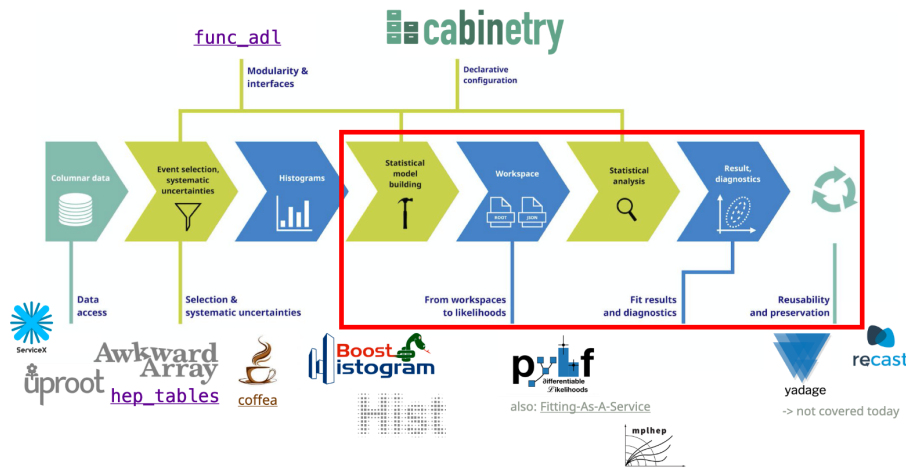 func_adl
cabinetry
Modularity &
interfaces
Declarative
configuration
Columnar data
Event selection,
systematic
uncertainties
Histograms
Statistical
model
building
Workspace
ROOT
JSON
Statistical
analysis
Result,
diagnostics
Data
access
Selection &
systematic uncertainties
From workspaces
to likelihoods
Fit results
and diagnostics
Reusability
and preservation
ServiceX
uproot
Awkward
Array
hep_tables
coffea
Boost
Histogram
Hist
pyhf
differentiable
Likelihoods
also: Fitting-As-A-Service
mplhep
yadage
recast
-> not covered today